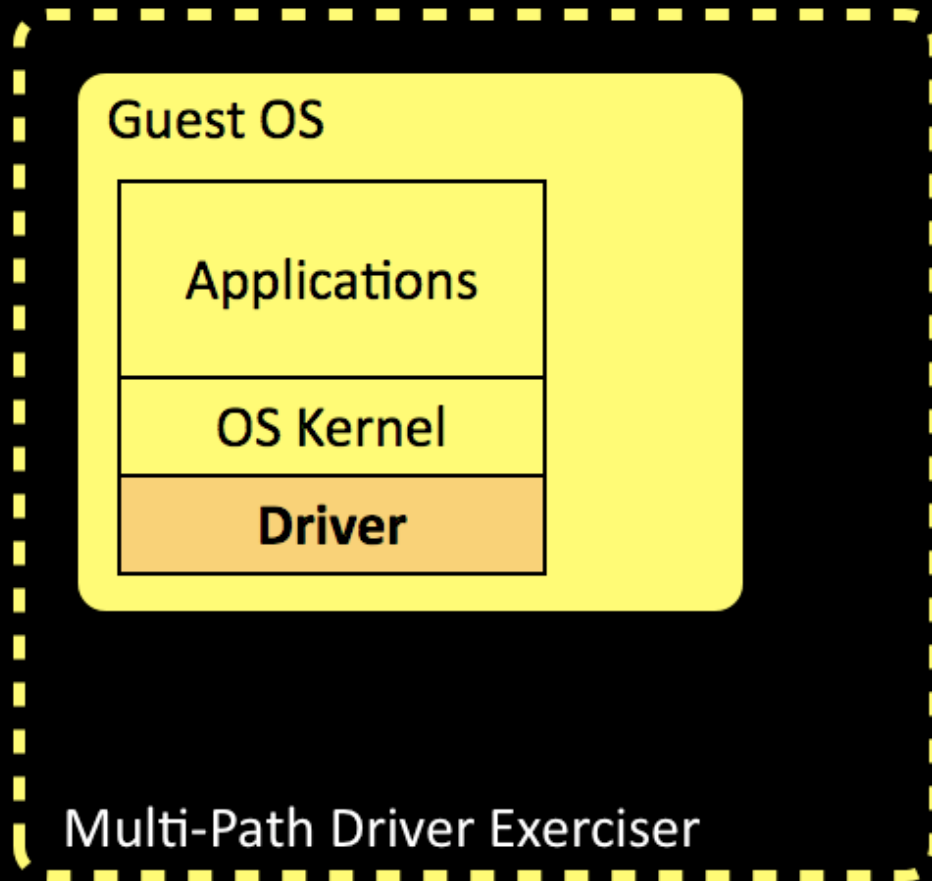 Guest OS
Applications
OS Kernel
Driver
Multi-Path Driver Exerciser